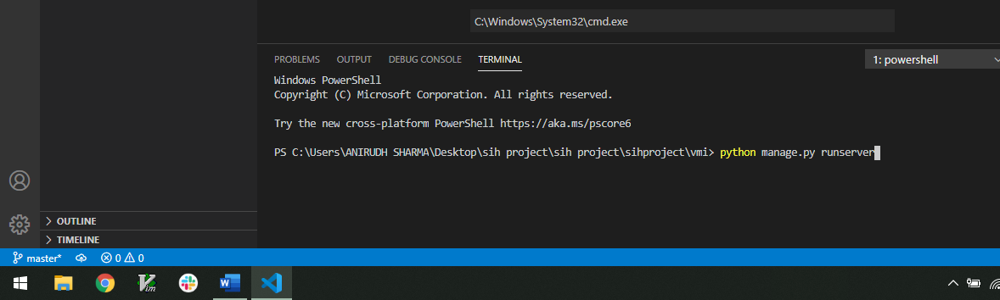 C:\Windows\System32\cmd.exe
PROBLEMS OUTPUT DEBUG CONSOLE TERMINAL 1: powershell
Windows PowerShell
Copyright (C) Microsoft Corporation. All rights reserved.
Try the new cross-platform PowerShell https://aka.ms/pscore6
PS C:\Users\ANIRUDH SHARMA\Desktop\sih project\sih project\sihproject\vmi> python manage.py runserver
OUTLINE
TIMELINE
master* 0 0
Vim W